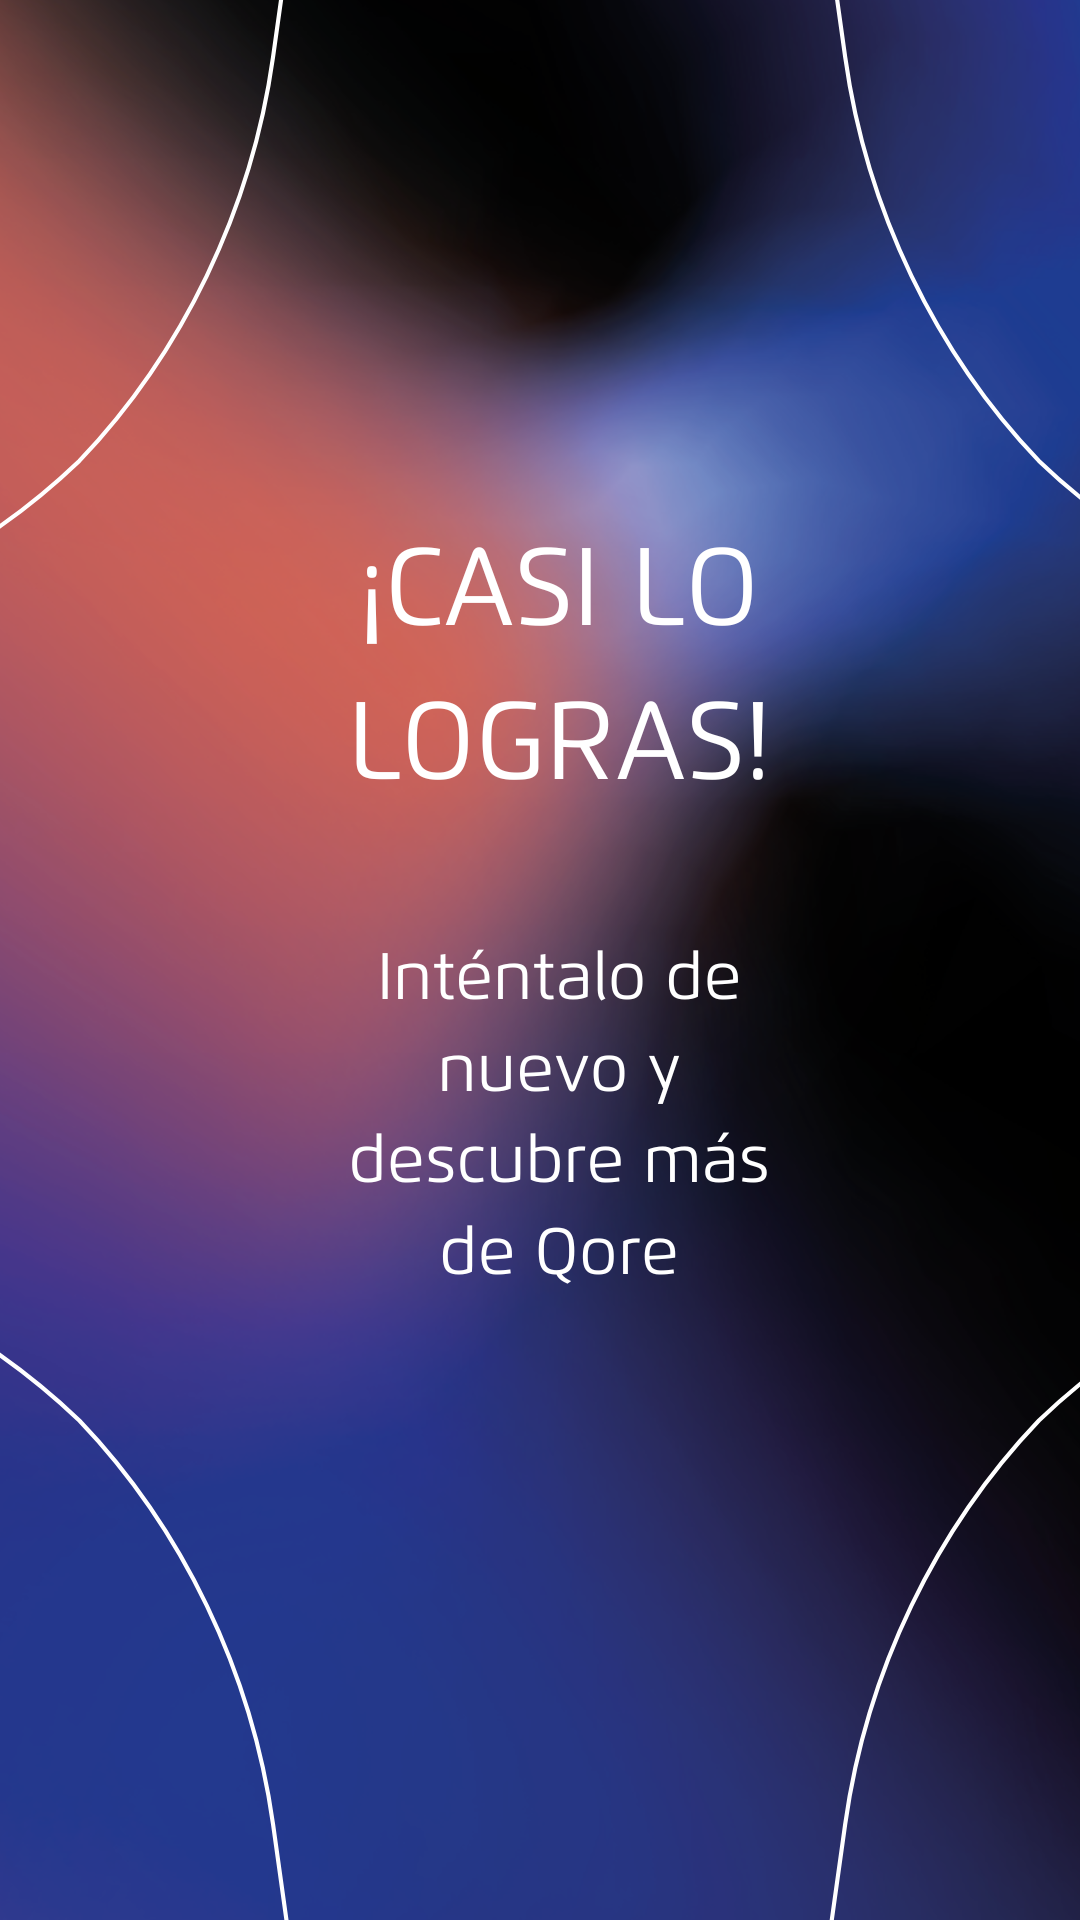 ¡CASI LO
LOGRAS!
Inténtalo de
nuevo y
descubre más
de Qore